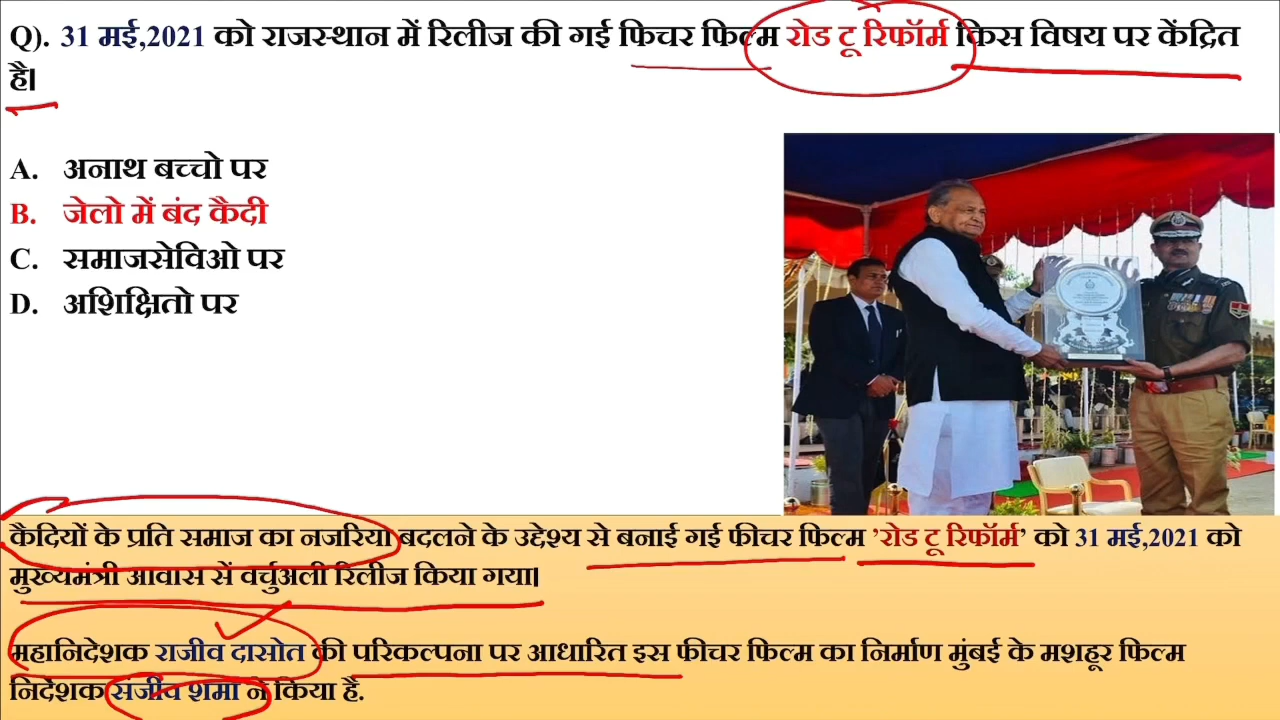 Q). 31 मई,2021 को राजस्थान में रिलीज की गई फिचर फिल्म रोड टू रिफॉर्म किस विषय पर केंद्रित
है।
A. अनाथ बच्चो पर
B. जेलो में बंद कैदी
C. समाजसेविओ पर
D. अशिक्षितो पर
कैदियों के प्रति समाज का नजरिया बदलने के उद्देश्य से बनाई गई फीचर फिल्म ’रोड टू रिफॉर्म’ को 31 मई,2021 को
मुख्यमंत्री आवास सें वर्चुअली रिलीज किया गया।
महानिदेशक राजीव दासोत की परिकल्पना पर आधारित इस फीचर फिल्म का निर्माण मुंबई के मशहूर फिल्म
निदेशक संजीव शर्मा ने किया है.